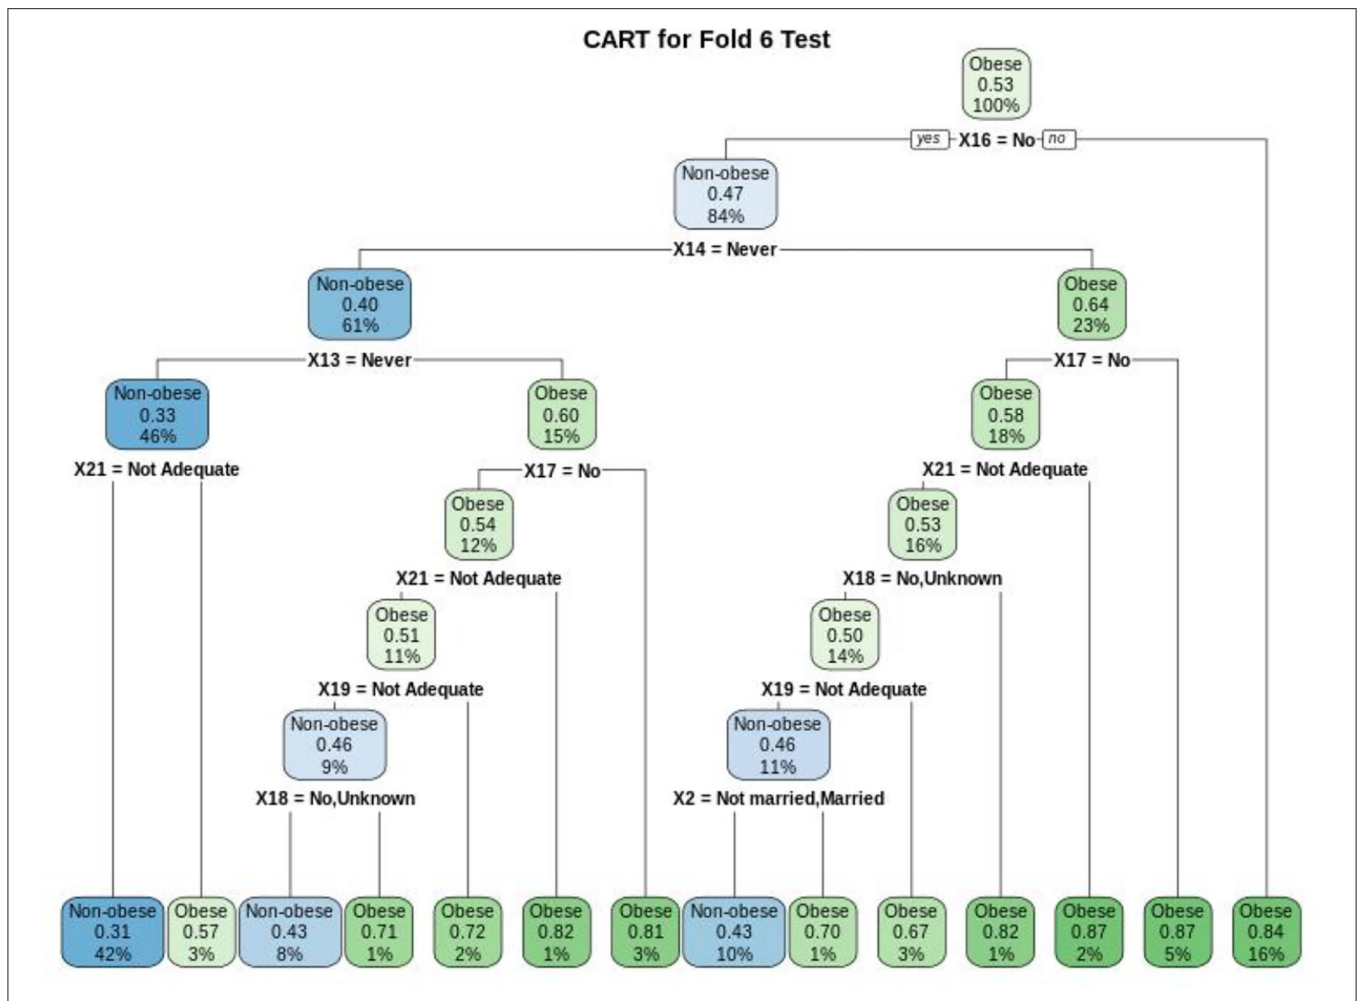 CART for Fold 6 Test
Obese
0.53
100%
yes X16 = No no
Non-obese
0.47
84%
X14 = Never
Non-obese
0.40
61%
Obese
0.64
23%
X13 = Never
X17 = No
Non-obese
0.33
46%
Obese
0.60
15%
Obese
0.58
18%
X21 = Not Adequate
X17 = No
X21 = Not Adequate
Obese
0.54
12%
Obese
0.53
16%
X21 = Not Adequate
X18 = No,Unknown
Obese
0.51
11%
Obese
0.50
14%
X19 = Not Adequate
X19 = Not Adequate
Non-obese
0.46
9%
Non-obese
0.46
11%
X18 = No,Unknown
X2 = Not married,Married
Non-obese
0.31
42%
Obese
0.57
3%
Non-obese
0.43
8%
Obese
0.71
1%
Obese
0.72
2%
Obese
0.82
1%
Obese
0.81
3%
Non-obese
0.43
10%
Obese
0.70
1%
Obese
0.67
3%
Obese
0.82
1%
Obese
0.87
2%
Obese
0.87
5%
Obese
0.84
16%